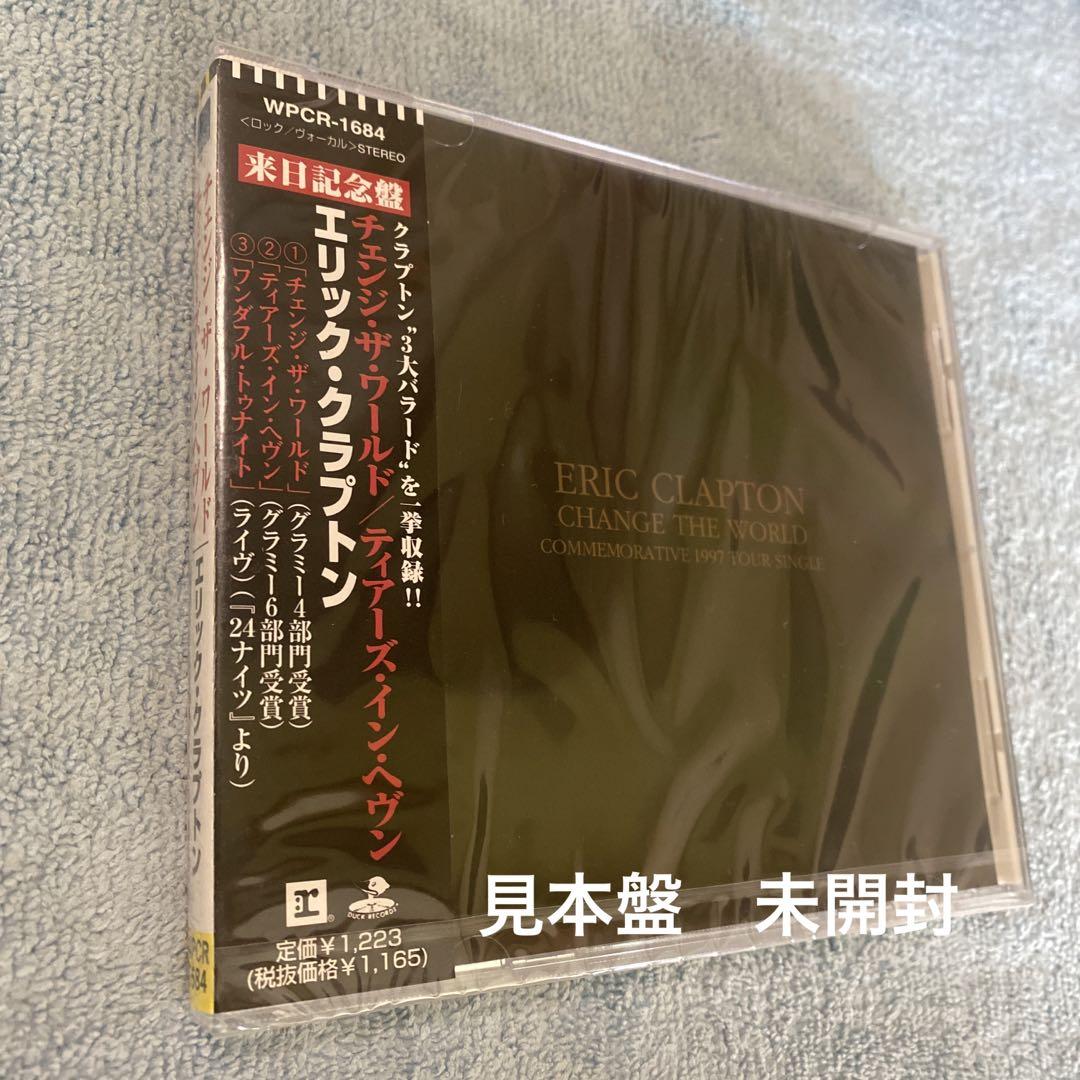 WPCR-1684
<ロック/ヴォーカル>STEREO
来日記念盤
クラプトン"3大バラード"を一挙収録!!
チェンジ・ザ・ワールド/ティアーズ・イン・ヘヴン
エリック・クラプトン
①「チェンジ・ザ・ワールド」(グラミー4部門受賞)
②「ティアーズ・イン・ヘヴン」(グラミー6部門受賞)
③「ワンダフル・トゥナイト」(ライヴ)(『24ナイツ』より)
DUCK RECORDS
定価¥1,223
(税抜価格¥1,165)
チェンジ・ザ・ワールド
エリック・クラプトン
WPCR
1684
ERIC CLAPTON
CHANGE THE WORLD
COMMEMORATIVE 1997 TOUR SINGLE
見本盤 未開封